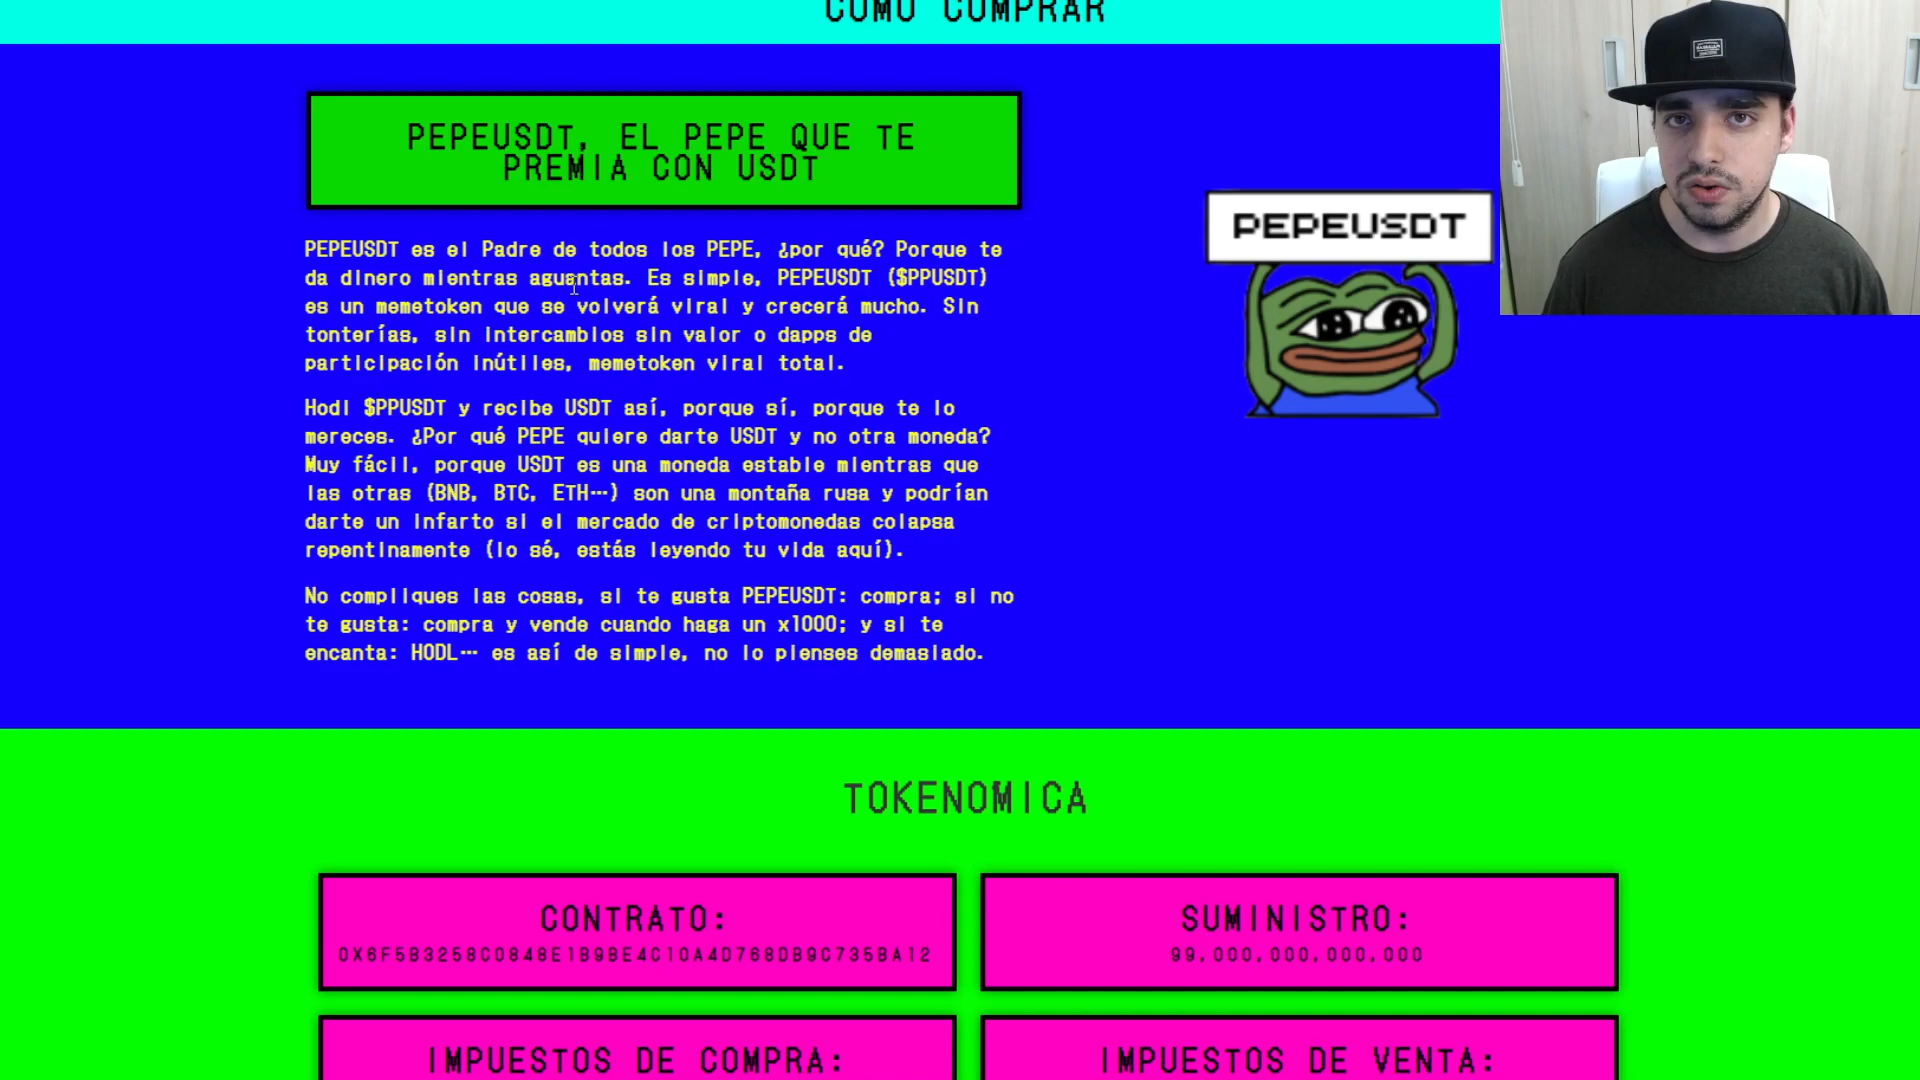 COMO COMPRAR
PEPEUSDT, EL PEPE QUE TE
PREMIA CON USDT
PEPEUSDT es el Padre de todos los PEPE, ¿por qué? Porque te
da dinero mientras aguantas. Es simple, PEPEUSDT ($PPUSDT)
es un memetoken que se volverá viral y crecerá mucho. Sin
tonterías, sin intercambios sin valor o dapps de
participación inútiles, memetoken viral total.
Hodl $PPUSDT y recibe USDT así, porque sí, porque te lo
mereces. ¿Por qué PEPE quiere darte USDT y no otra moneda?
Muy fácil, porque USDT es una moneda estable mientras que
las otras (BNB, BTC, ETH…) son una montaña rusa y podrían
darte un infarto si el mercado de criptomonedas colapsa
repentinamente (lo sé, estás leyendo tu vida aquí).
No compliques las cosas, si te gusta PEPEUSDT: compra; si no
te gusta: compra y vende cuando haga un x1000; y si te
encanta: HODL… es así de simple, no lo pienses demasiado.
PEPEUSDT
TOKENOMICA
CONTRATO:
0X6F5B3258C0848E1B9BE4C10A4D768DB9C735BA12
SUMINISTRO:
99,000,000,000,000
IMPUESTOS DE COMPRA:
IMPUESTOS DE VENTA: